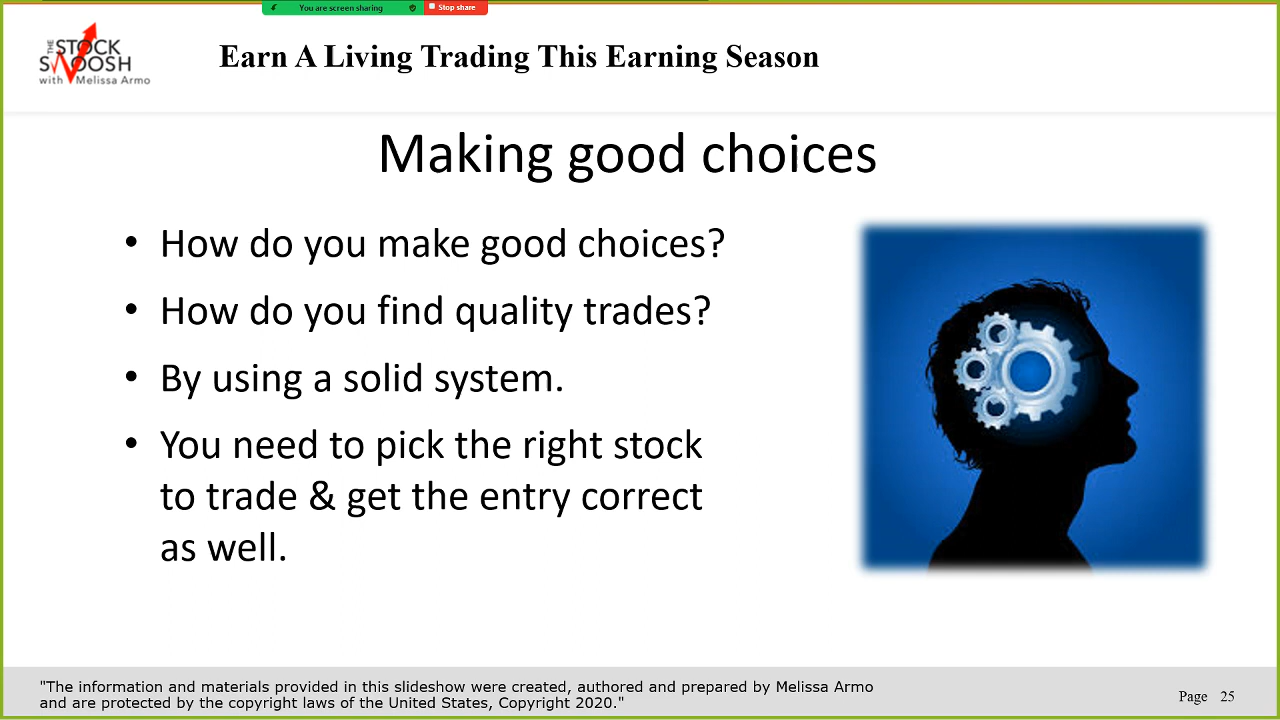 You are screen sharing
Stop share
THE
STOCK
SWOOSH
with Melissa Armo
Earn A Living Trading This Earning Season
Making good choices
• How do you make good choices?
• How do you find quality trades?
• By using a solid system.
• You need to pick the right stock
to trade & get the entry correct
as well.
"The information and materials provided in this slideshow were created, authored and prepared by Melissa Armo
and are protected by the copyright laws of the United States, Copyright 2020."
Page 25